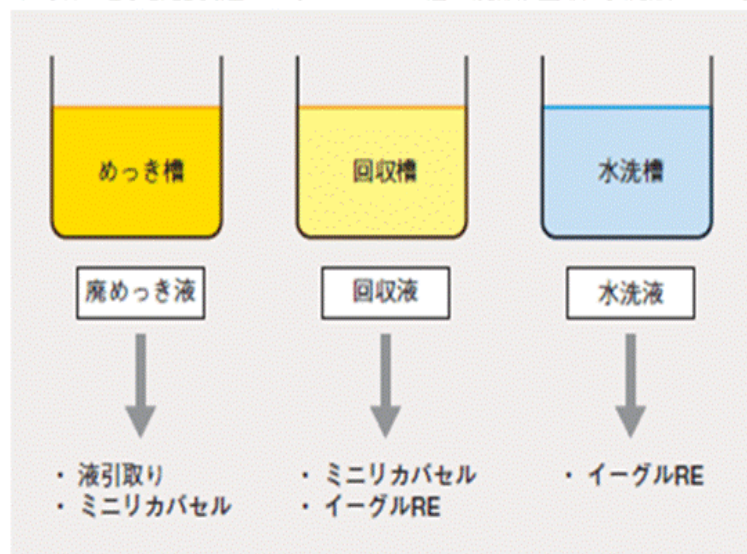 めっき槽
回収槽
水洗槽
廃めっき液
回収液
水洗液
・ 液引取り
・ ミニリカバセル
・ ミニリカバセル
・ イーグルRE
・ イーグルRE